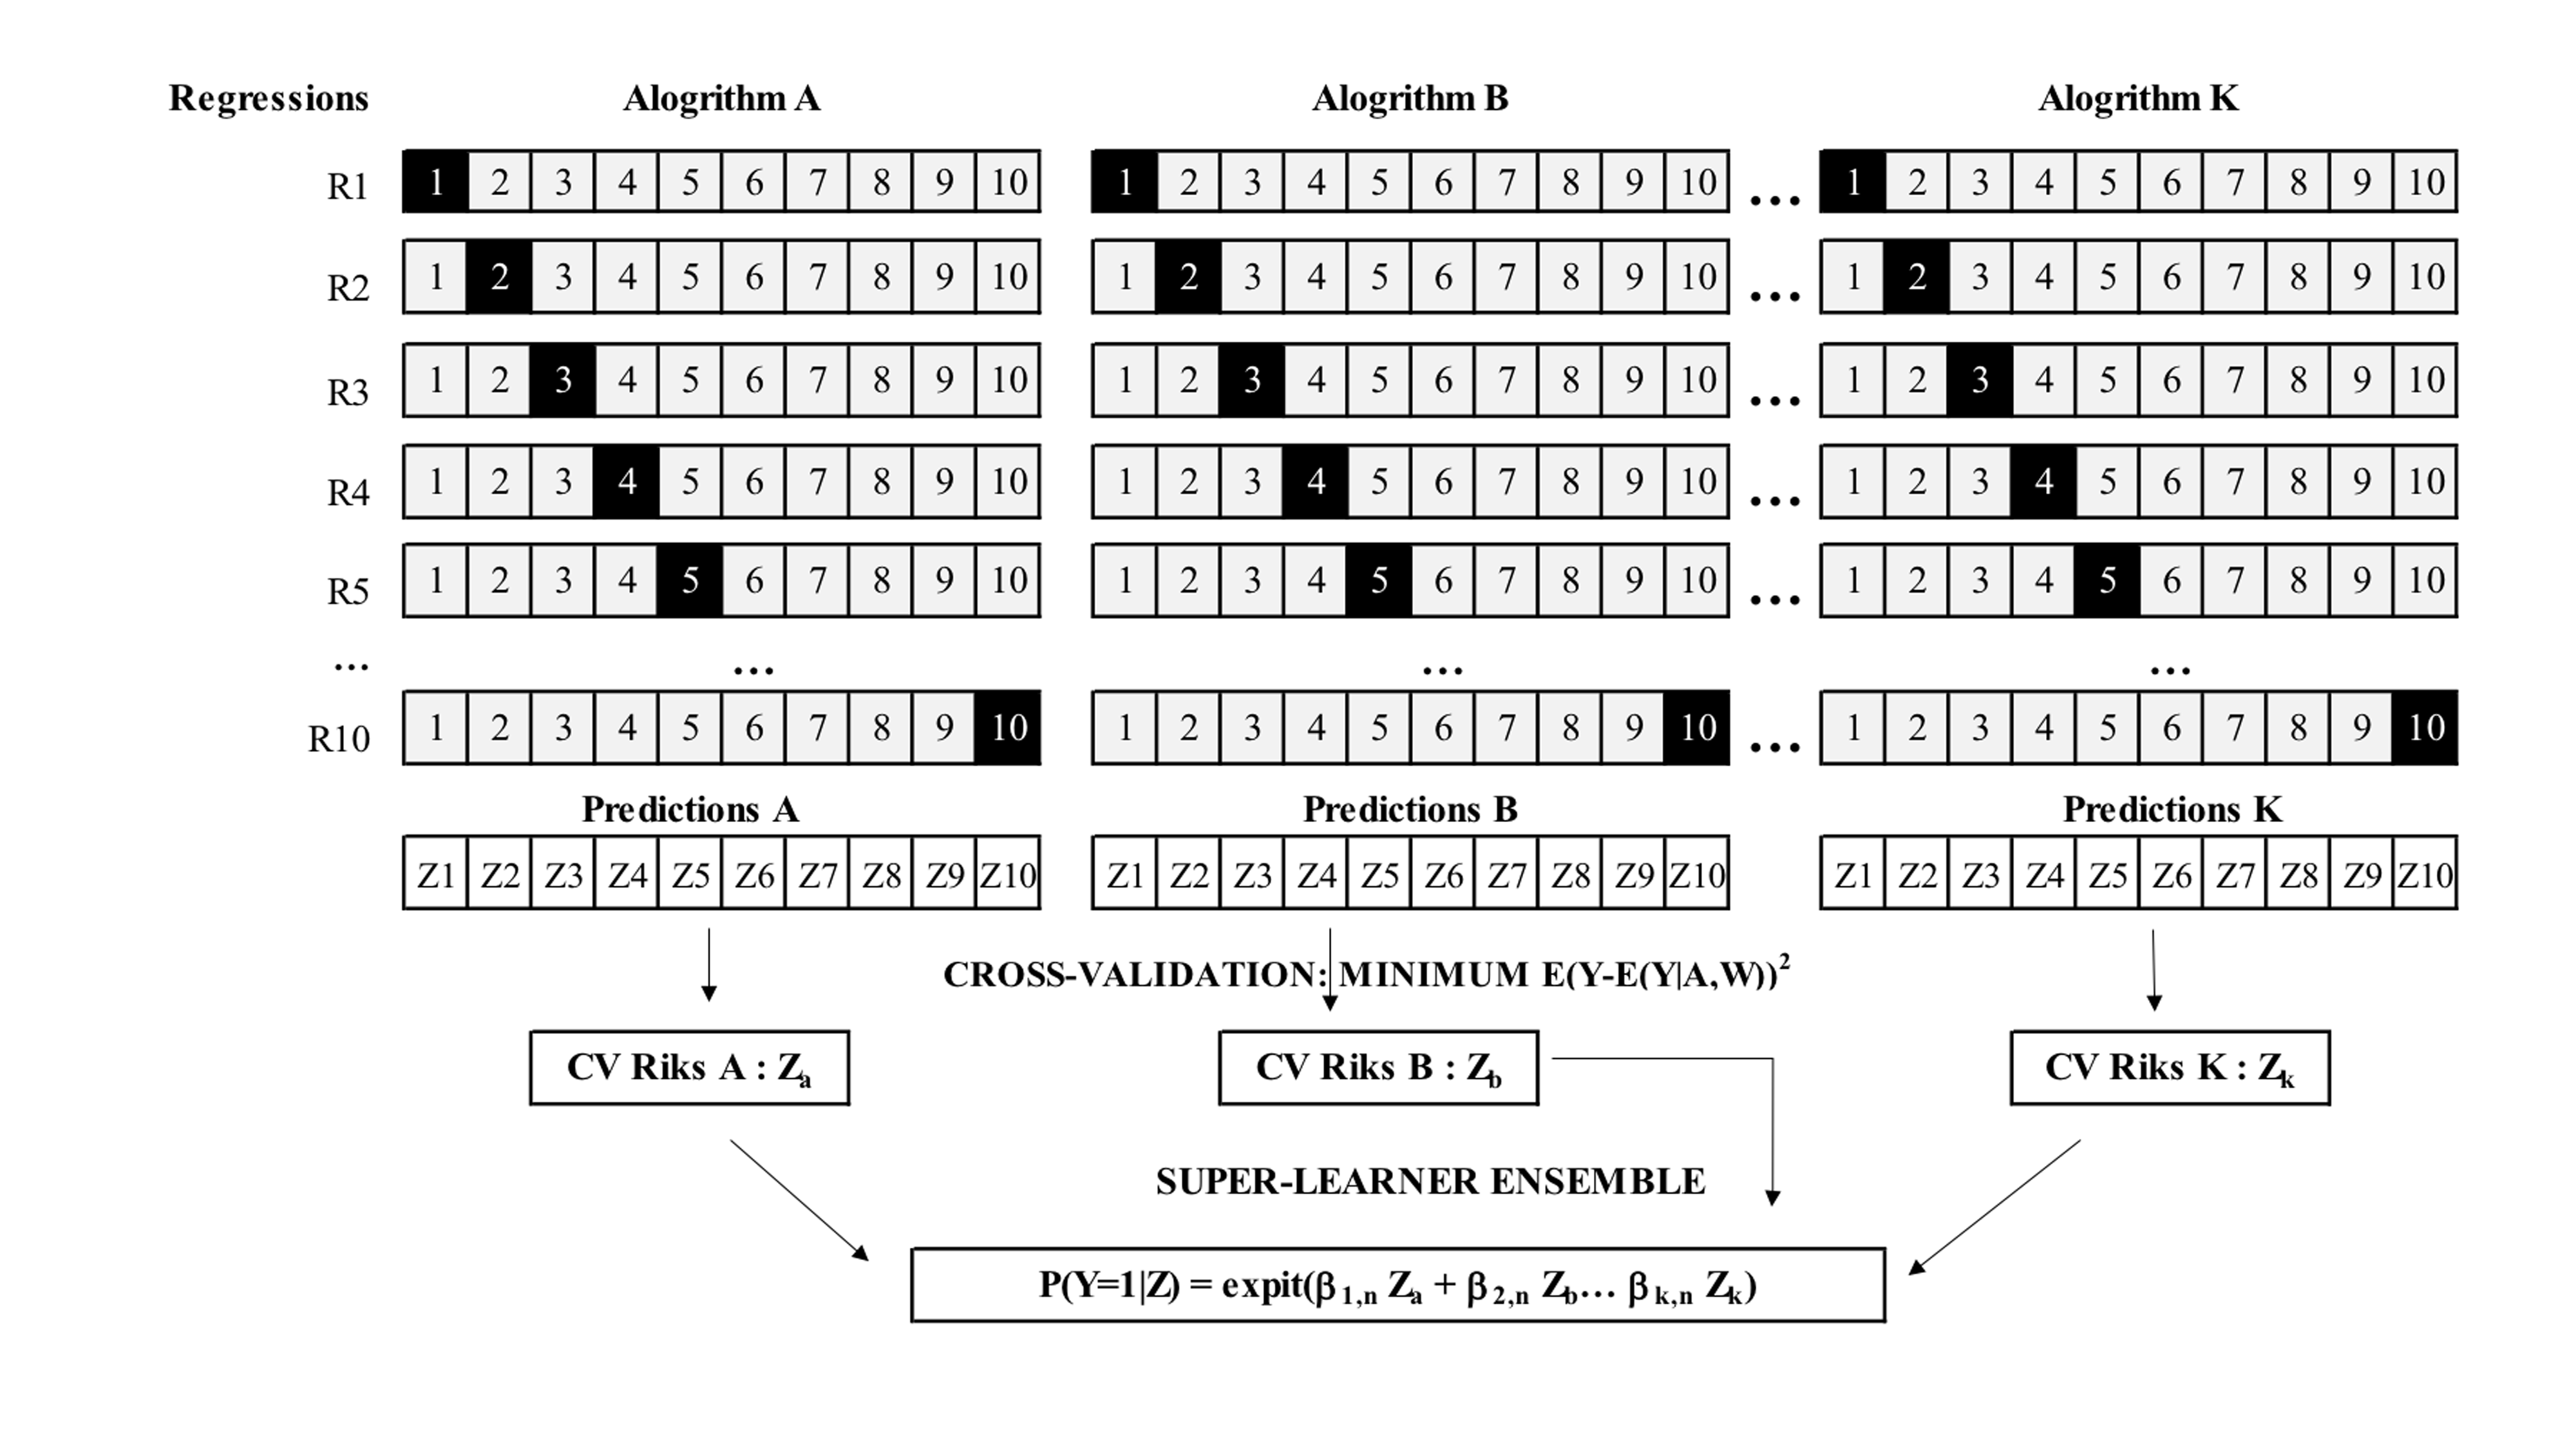 Regressions Alogrithm A Alogrithm B Alogrithm K
R1 1 2 3 4 5 6 7 8 9 10 1 2 3 4 5 6 7 8 9 10 ... 1 2 3 4 5 6 7 8 9 10
R2 1 2 3 4 5 6 7 8 9 10 1 2 3 4 5 6 7 8 9 10 ... 1 2 3 4 5 6 7 8 9 10
R3 1 2 3 4 5 6 7 8 9 10 1 2 3 4 5 6 7 8 9 10 ... 1 2 3 4 5 6 7 8 9 10
R4 1 2 3 4 5 6 7 8 9 10 1 2 3 4 5 6 7 8 9 10 ... 1 2 3 4 5 6 7 8 9 10
R5 1 2 3 4 5 6 7 8 9 10 1 2 3 4 5 6 7 8 9 10 ... 1 2 3 4 5 6 7 8 9 10
... ... ... ...
R10 1 2 3 4 5 6 7 8 9 10 1 2 3 4 5 6 7 8 9 10 ... 1 2 3 4 5 6 7 8 9 10
Predictions A Predictions B Predictions K
Z1 Z2 Z3 Z4 Z5 Z6 Z7 Z8 Z9 Z10 Z1 Z2 Z3 Z4 Z5 Z6 Z7 Z8 Z9 Z10 Z1 Z2 Z3 Z4 Z5 Z6 Z7 Z8 Z9 Z10
CROSS-VALIDATION: MINIMUM E(Y-E(Y|A,W))²
CV Riks A : Zₐ CV Riks B : Z_b CV Riks K : Zₖ
SUPER-LEARNER ENSEMBLE
P(Y=1|Z) = expit(β₁,ₙ Zₐ + β₂,ₙ Z_b... βₖ,ₙ Zₖ)